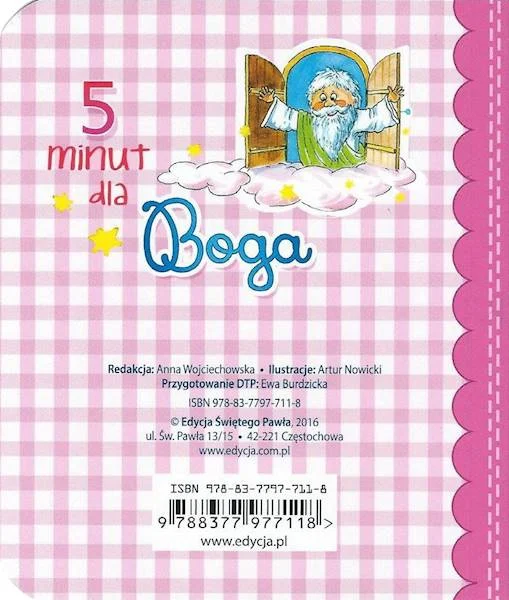 5
minut
dla
Boga
Redakcja: Anna Wojciechowska • Ilustracje: Artur Nowicki
Przygotowanie DTP: Ewa Burdzicka
ISBN 978-83-7797-711-8
© Edycja Świętego Pawła, 2016
ul. Św. Pawła 13/15 • 42-221 Częstochowa
www.edycja.com.pl
ISBN 978-83-7797-711-8
9 788377 977118 >
www.edycja.pl